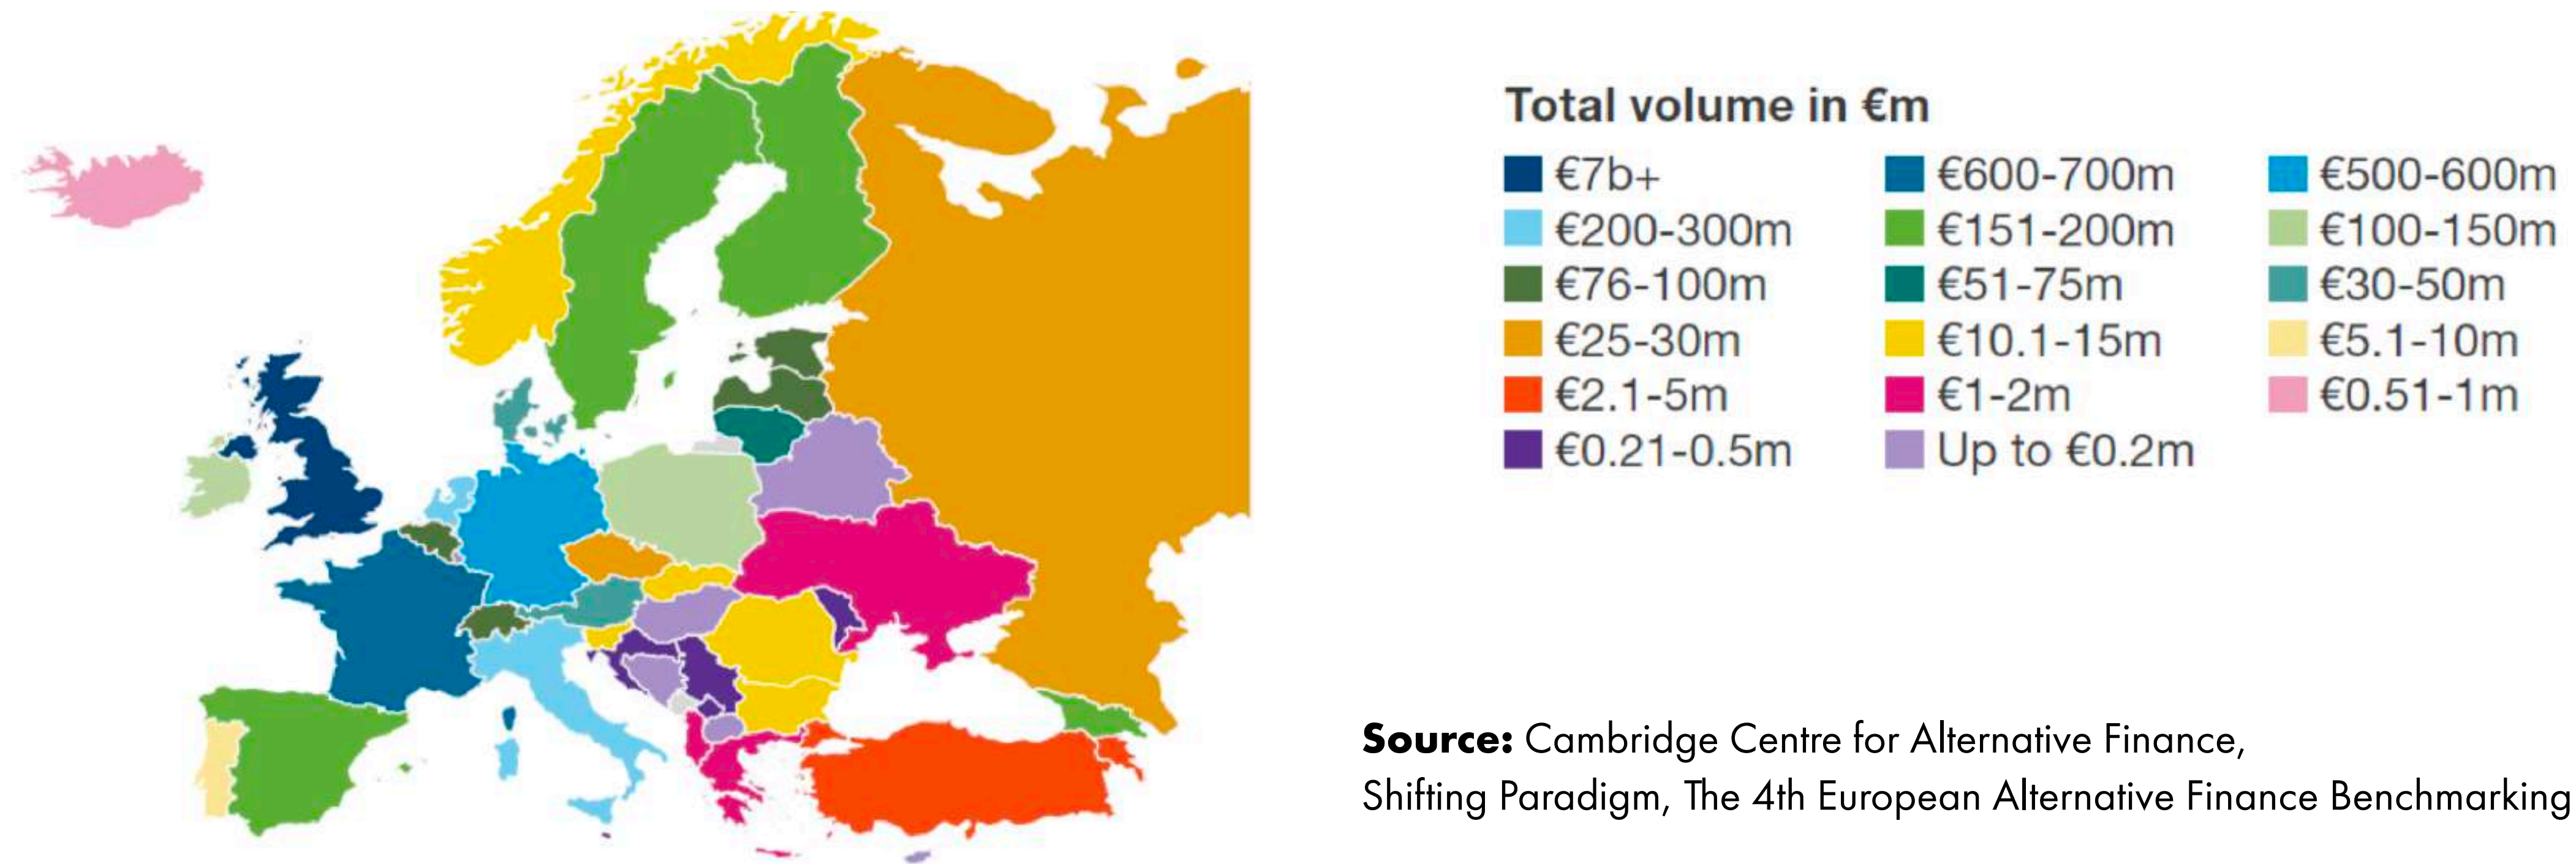 Total volume in €m
€7b+ €600-700m €500-600m
€200-300m €151-200m €100-150m
€76-100m €51-75m €30-50m
€25-30m €10.1-15m €5.1-10m
€2.1-5m €1-2m €0.51-1m
€0.21-0.5m Up to €0.2m
Source: Cambridge Centre for Alternative Finance,
Shifting Paradigm, The 4th European Alternative Finance Benchmarking